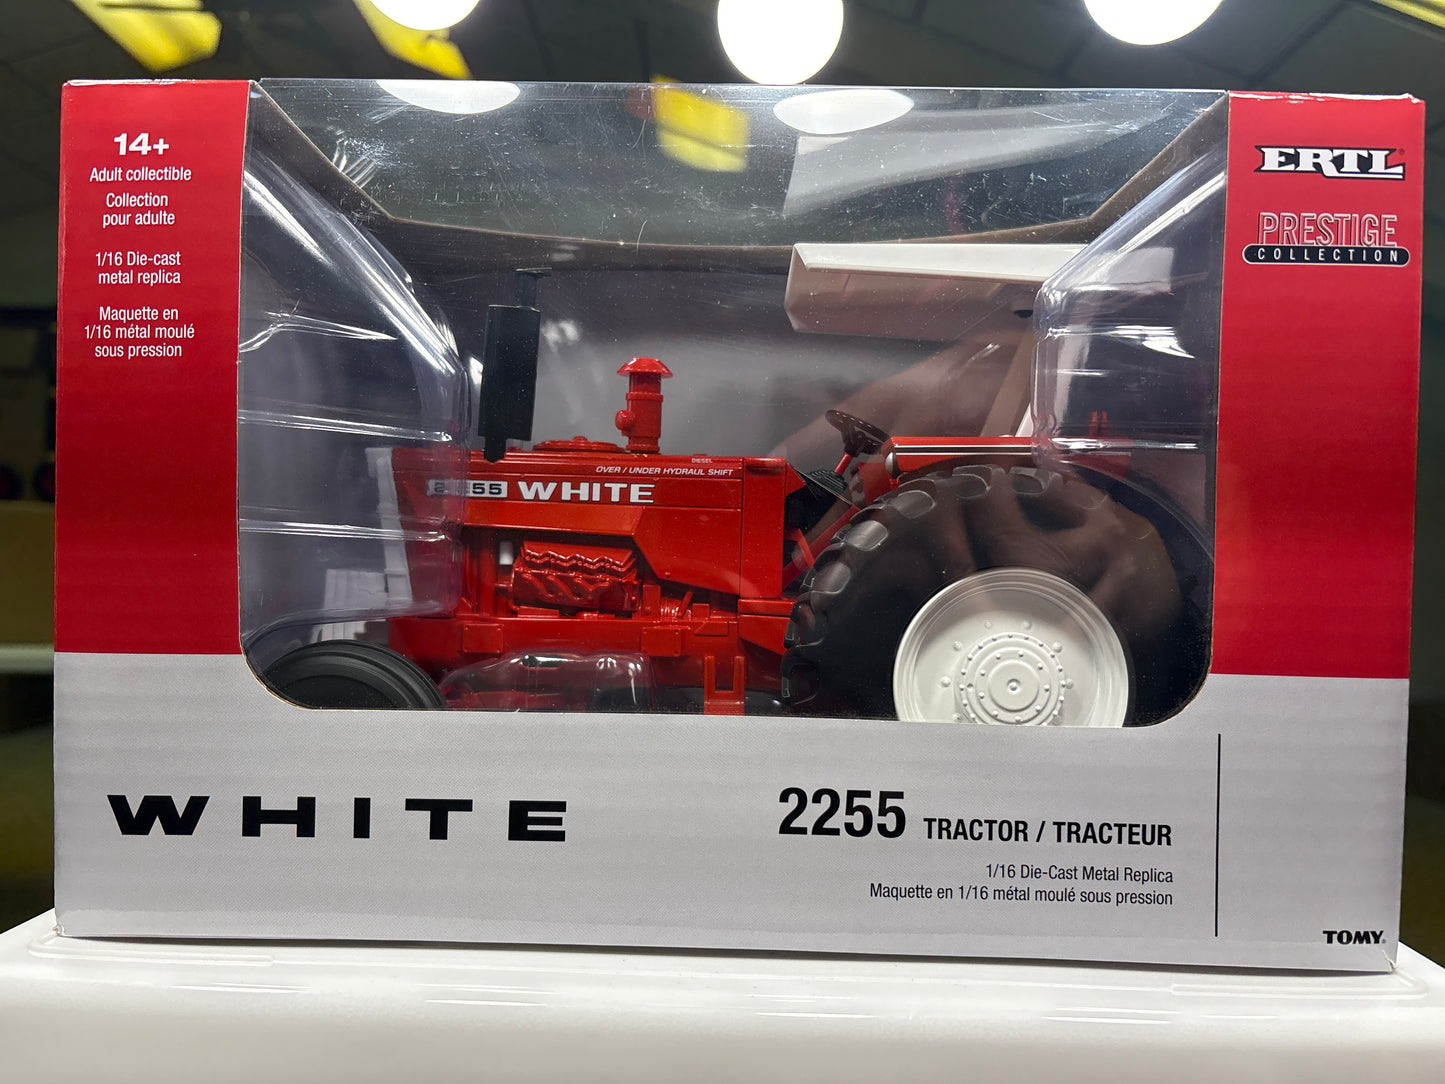 14+
Adult collectible
Collection
pour adulte
1/16 Die-cast
metal replica
Maquette en
1/16 métal moulé
sous pression
ERTL
PRESTIGE
COLLECTION
DIESEL
OVER / UNDER HYDRAUL SHIFT
2255 WHITE
WHITE
2255 TRACTOR / TRACTEUR
1/16 Die-Cast Metal Replica
Maquette en 1/16 métal moulé sous pression
TOMY